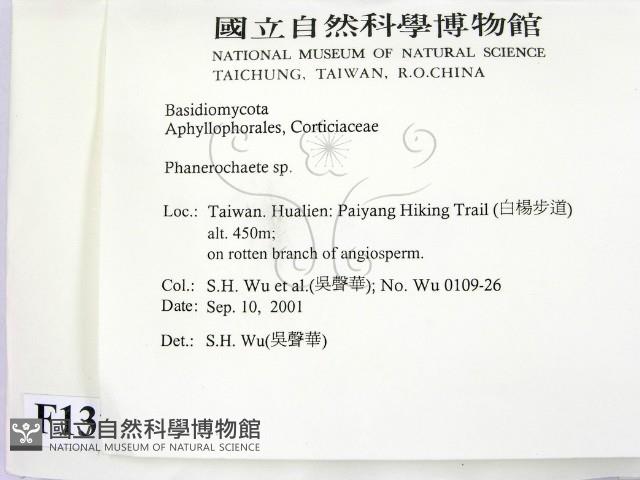 國立自然科學博物館
NATIONAL MUSEUM OF NATURAL SCIENCE
TAICHUNG, TAIWAN, R.O.CHINA
Basidiomycota
Aphyllophorales, Corticiaceae
Phanerochaete sp.
Loc.: Taiwan. Hualien: Paiyang Hiking Trail (白楊步道)
alt. 450m;
on rotten branch of angiosperm.
Col.: S.H. Wu et al.(吳聲華); No. Wu 0109-26
Date: Sep. 10, 2001
Det.: S.H. Wu(吳聲華)
F13
國立自然科學博物館
NATIONAL MUSEUM OF NATURAL SCIENCE